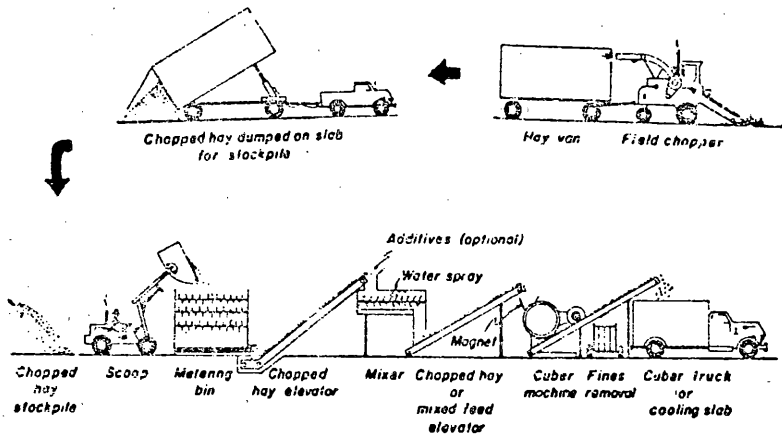 Chopped hay dumped on slab
for stockpile
Hay van
Field chopper
Additives (optional)
Water spray
Magnet
Chopped
hay
stockpile
Scoop
Metering
bin
Chopped
hay elevator
Mixer
Chopped hay
or
mixed feed
elevator
Cuber
machine
Fines
removal
Cuber truck
or
cooling slab